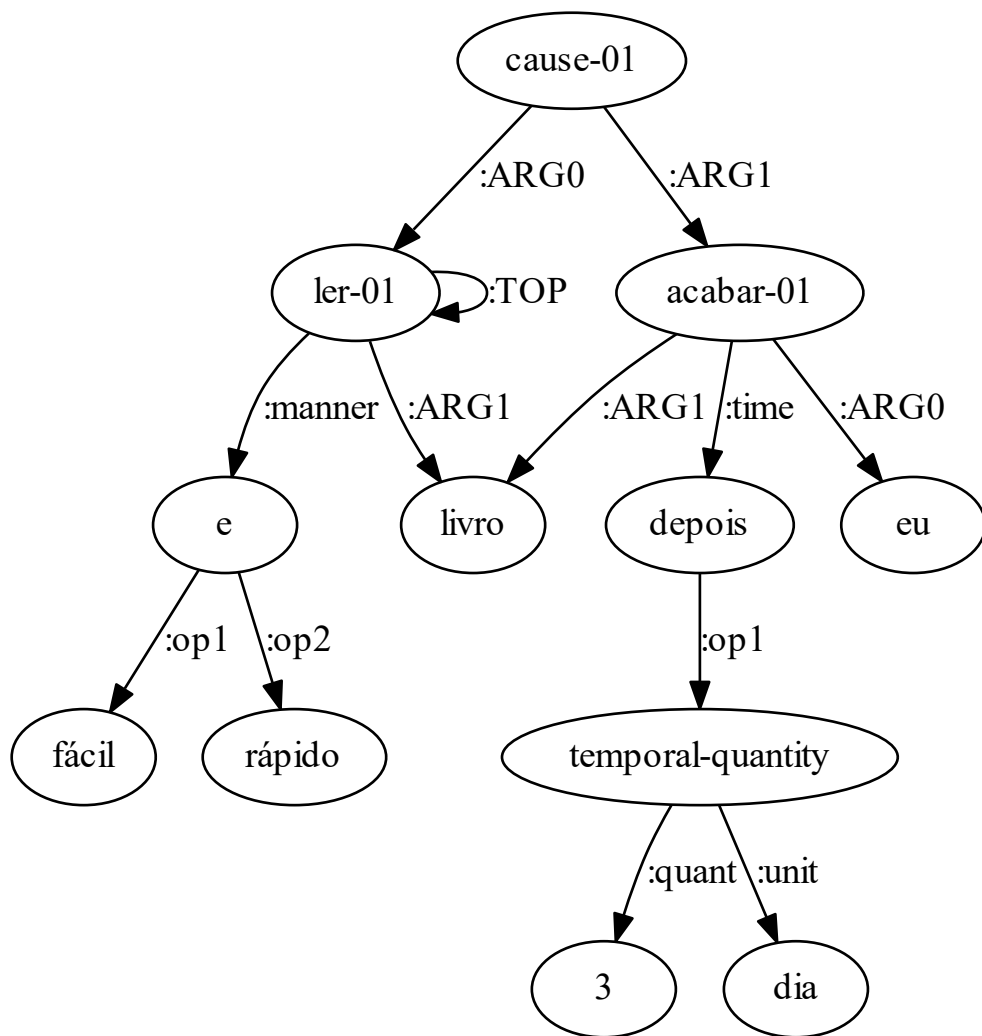 cause-01
:ARG0 :ARG1
ler-01 :TOP acabar-01
:manner :ARG1 :ARG1 :time :ARG0
e livro depois eu
:op1 :op2 :op1
fácil rápido temporal-quantity
:quant :unit
3 dia